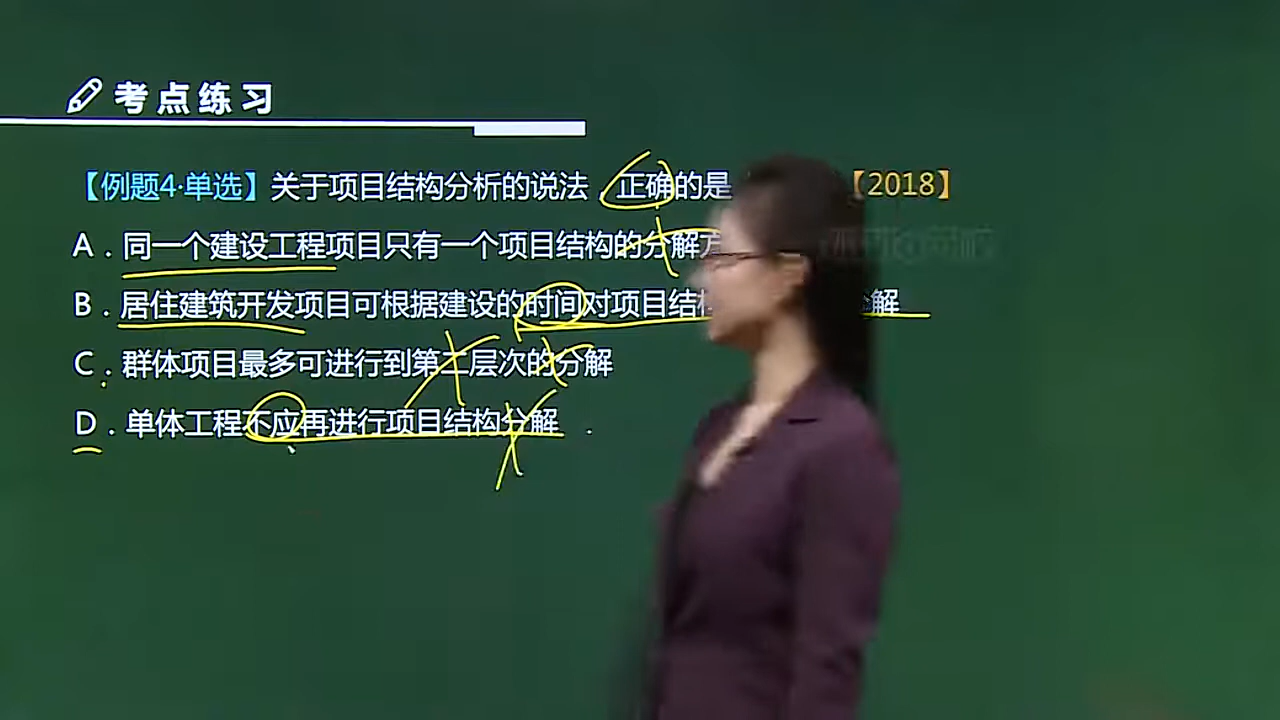 考点练习
【例题4·单选】关于项目结构分析的说法，正确的是 【2018】
A．同一个建设工程项目只有一个项目结构的分解方
B．居住建筑开发项目可根据建设的时间对项目结 解
C．群体项目最多可进行到第二层次的分解
D．单体工程不应再进行项目结构分解